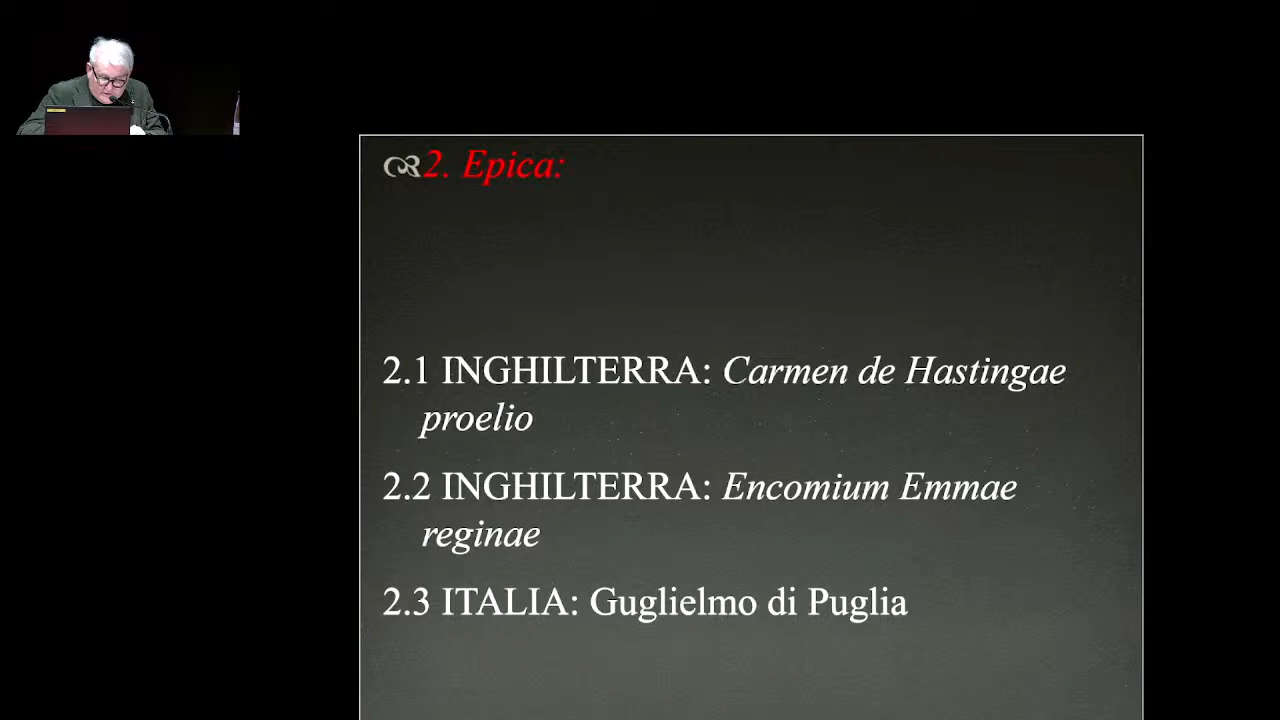 2. Epica:
2.1 INGHILTERRA: Carmen de Hastingae
proelio
2.2 INGHILTERRA: Encomium Emmae
reginae
2.3 ITALIA: Guglielmo di Puglia